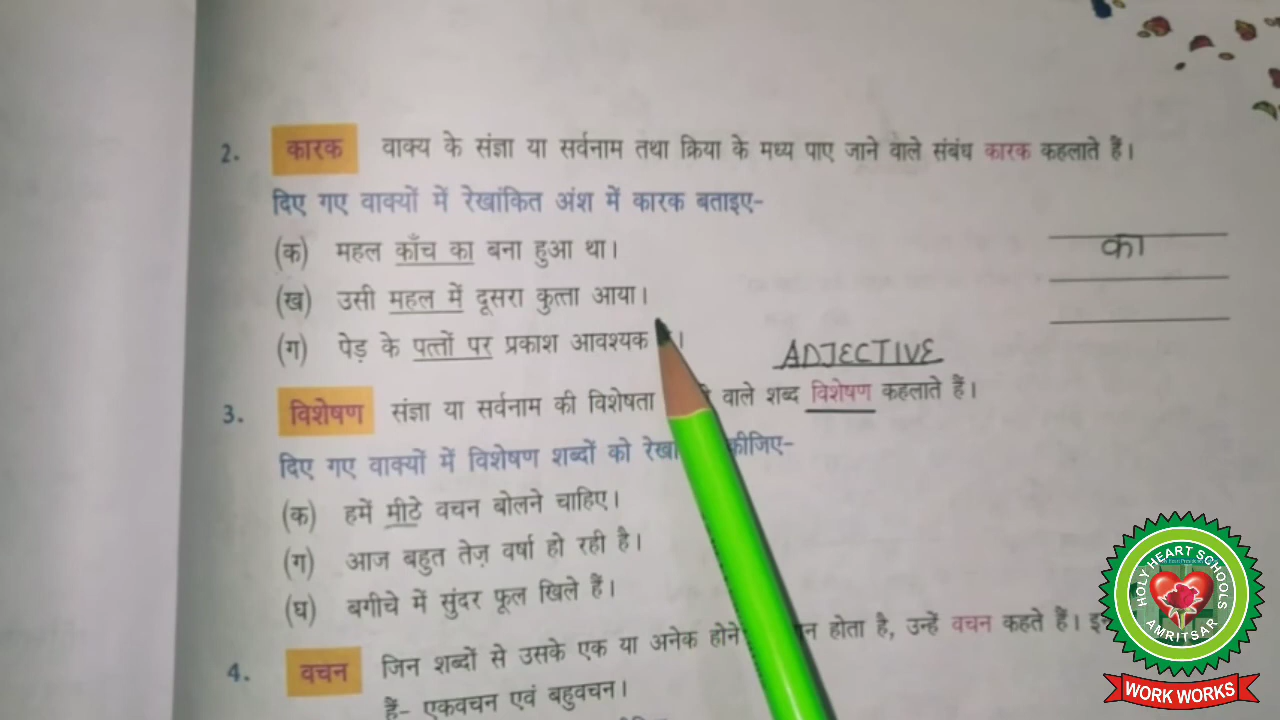 2. कारक वाक्य के संज्ञा या सर्वनाम तथा क्रिया के मध्य पाए जाने वाले संबंध कारक कहलाते हैं।
दिए गए वाक्यों में रेखांकित अंश में कारक बताइए-
(क) महल काँच का बना हुआ था। का
(ख) उसी महल में दूसरा कुत्ता आया।
(ग) पेड़ के पत्तों पर प्रकाश आवश्यक ।
ADJECTIVE
3. विशेषण संज्ञा या सर्वनाम की विशेषता वाले शब्द विशेषण कहलाते हैं।
दिए गए वाक्यों में विशेषण शब्दों को कीजिए-
(क) हमें मीठे वचन बोलने चाहिए।
(ग) आज बहुत तेज़ वर्षा हो रही है।
(घ) बगीचे में सुंदर फूल खिले हैं।
4. वचन जिन शब्दों से उसके एक या अनेक होने होता है, उन्हें वचन कहते हैं।
हैं- एकवचन एवं बहुवचन।
HOLY HEART SCHOOLS
AMRITSAR
WORK WORKS